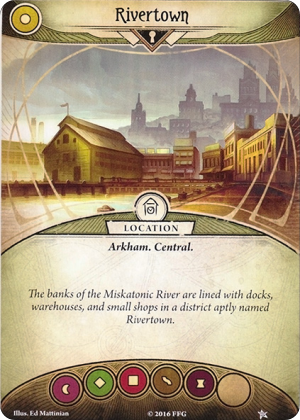 Rivertown
LOCATION
Arkham. Central.
The banks of the Miskatonic River are lined with docks,
warehouses, and small shops in a district aptly named
Rivertown.
Illus. Ed Mattinian
© 2016 FFG